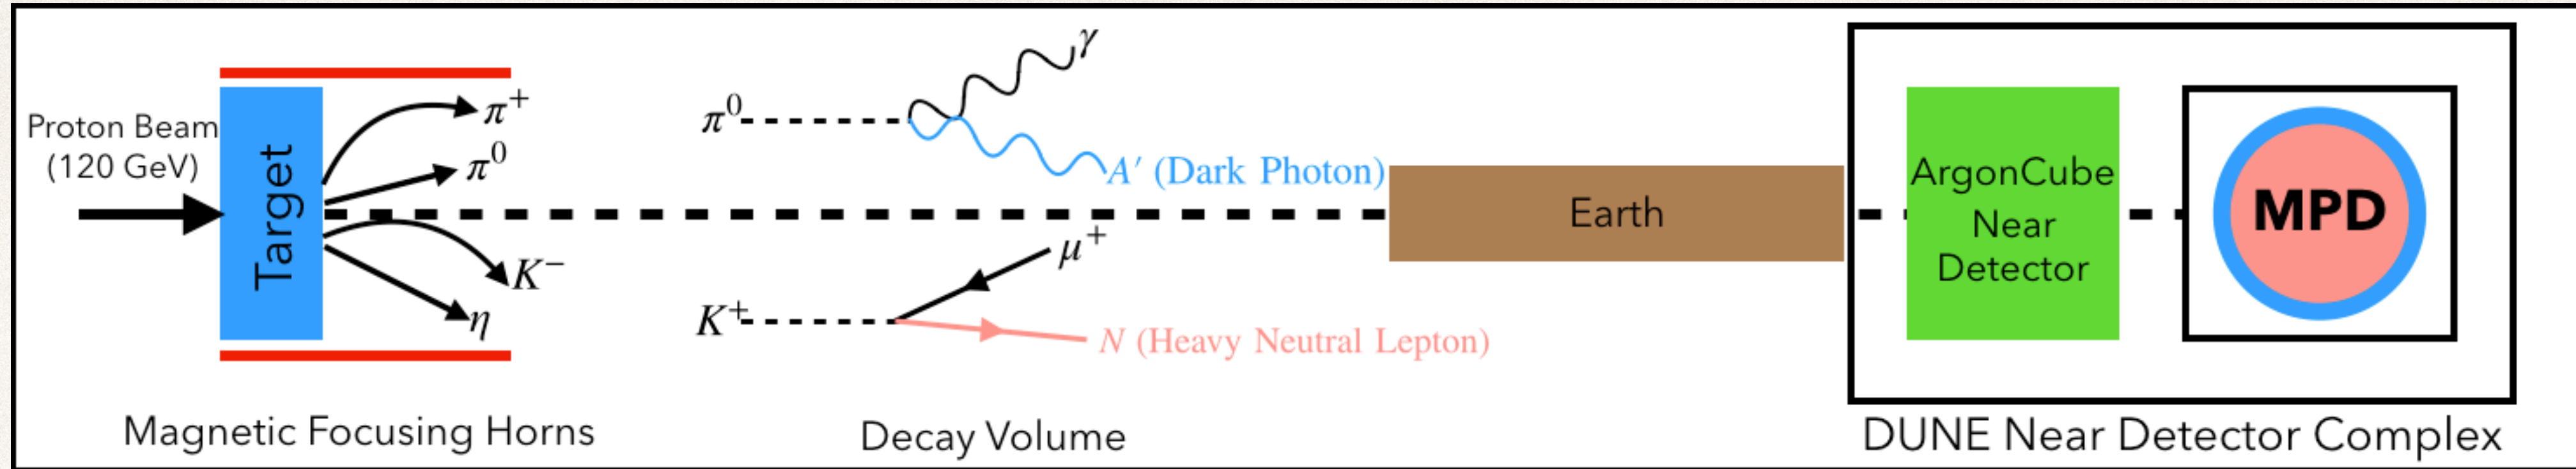 Proton Beam
(120 GeV)
Target
π⁺
π⁰
K⁻
η
Magnetic Focusing Horns
π⁰
γ
A′ (Dark Photon)
K⁺
μ⁺
N (Heavy Neutral Lepton)
Decay Volume
Earth
ArgonCube
Near
Detector
MPD
DUNE Near Detector Complex